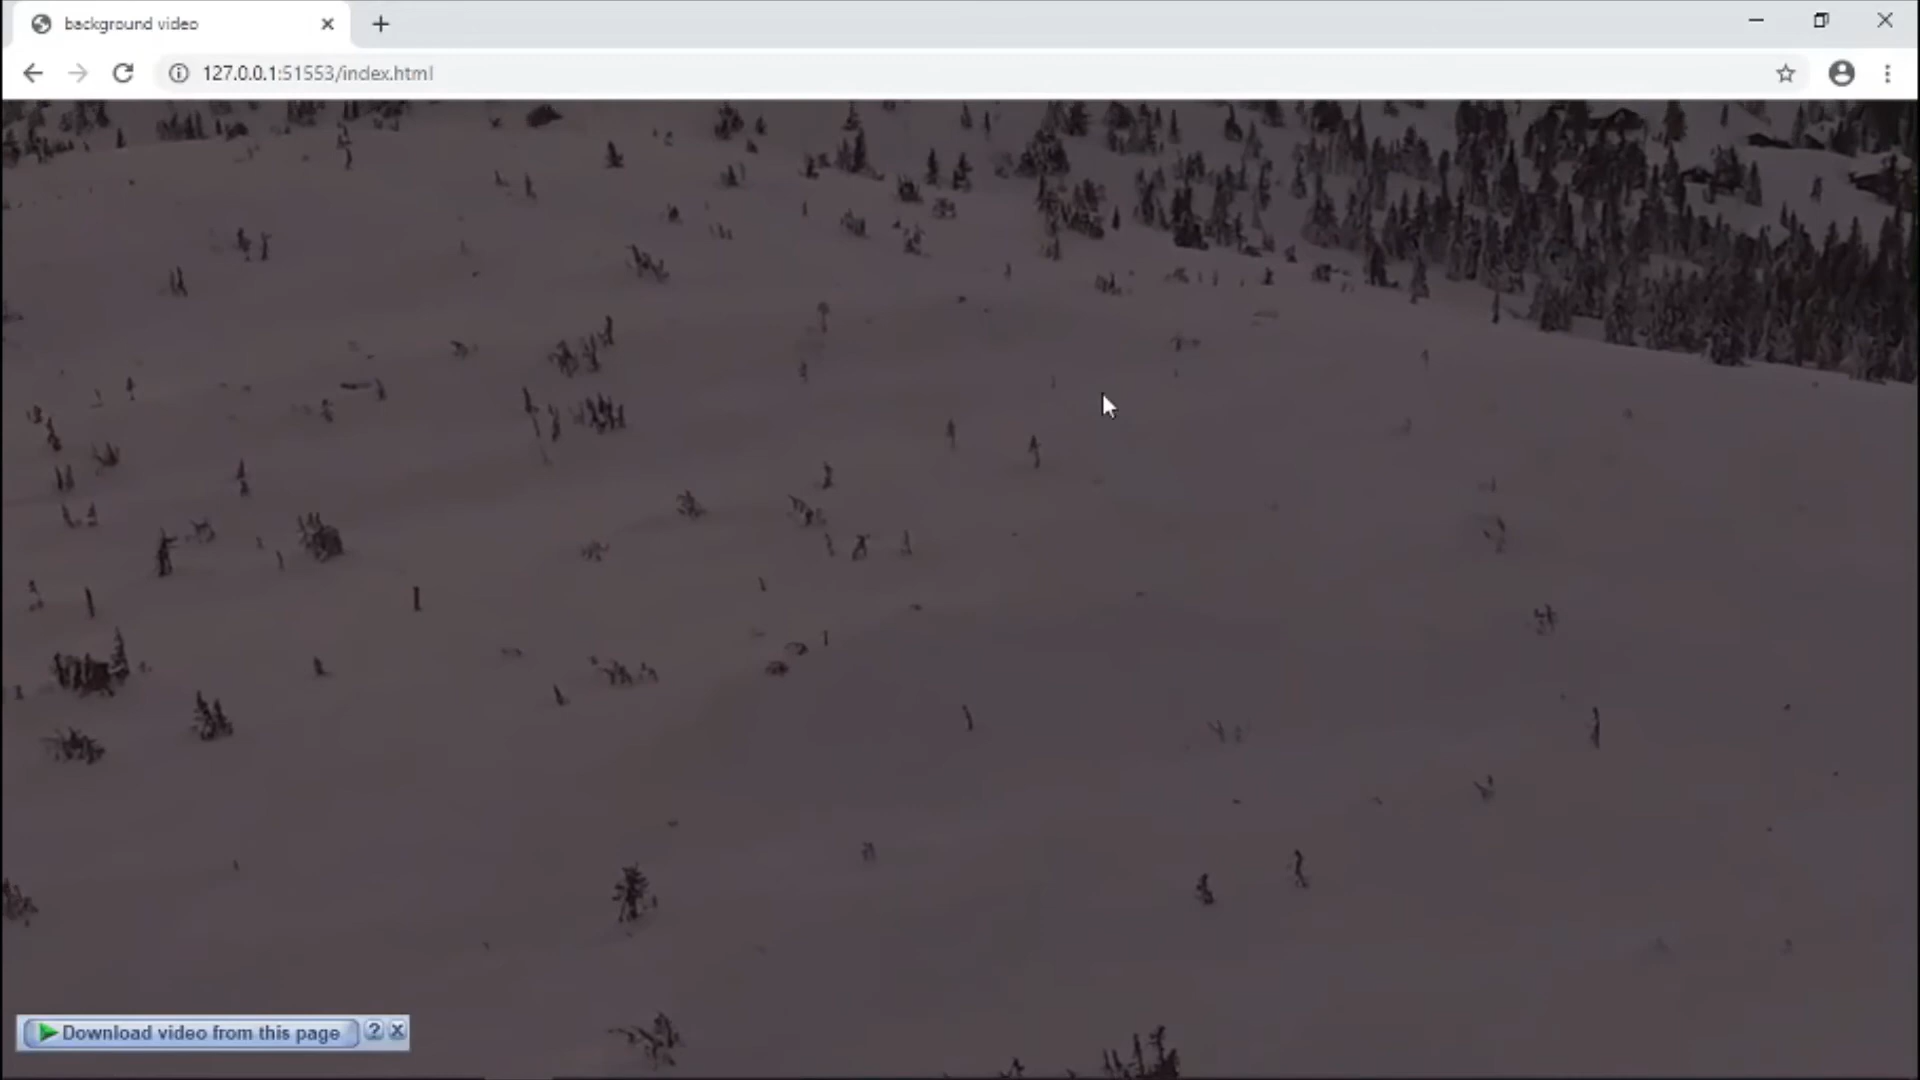 background video
127.0.0.1:51553/index.html
Download video from this page
?